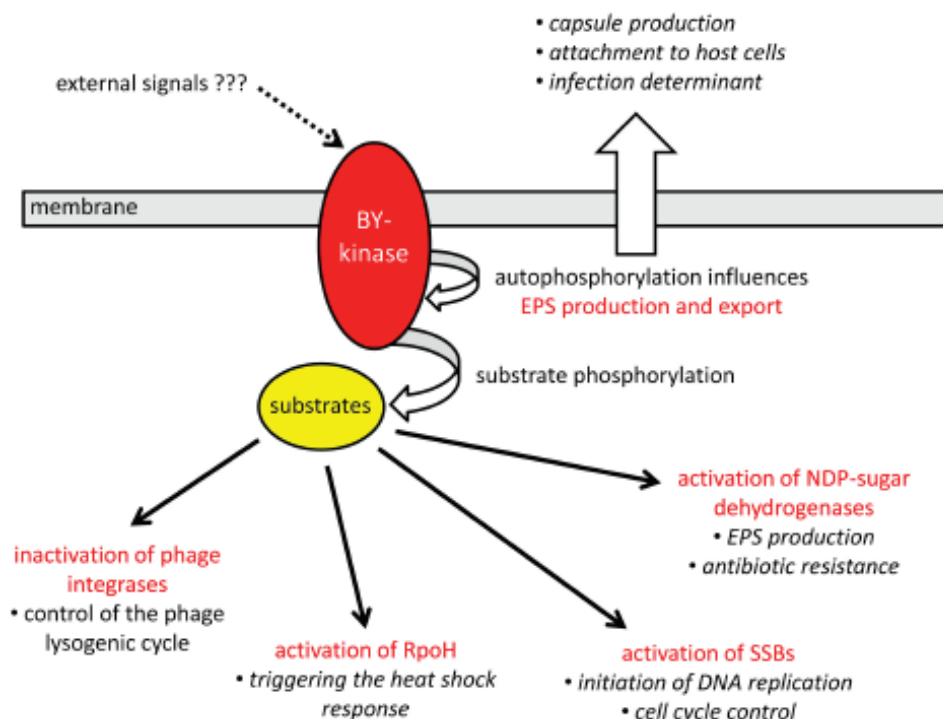 • capsule production
• attachment to host cells
• infection determinant
external signals ???
membrane
BY-
kinase
autophosphorylation influences
EPS production and export
substrate phosphorylation
substrates
activation of NDP-sugar
dehydrogenases
• EPS production
• antibiotic resistance
inactivation of phage
integrases
• control of the phage
lysogenic cycle
activation of RpoH
• triggering the heat shock
response
activation of SSBs
• initiation of DNA replication
• cell cycle control